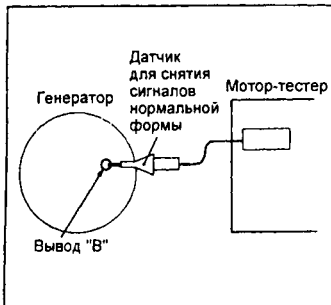 Датчик
для снятия
сигналов
нормальной
формы
Мотор-тестер
Генератор
Вывод "B"